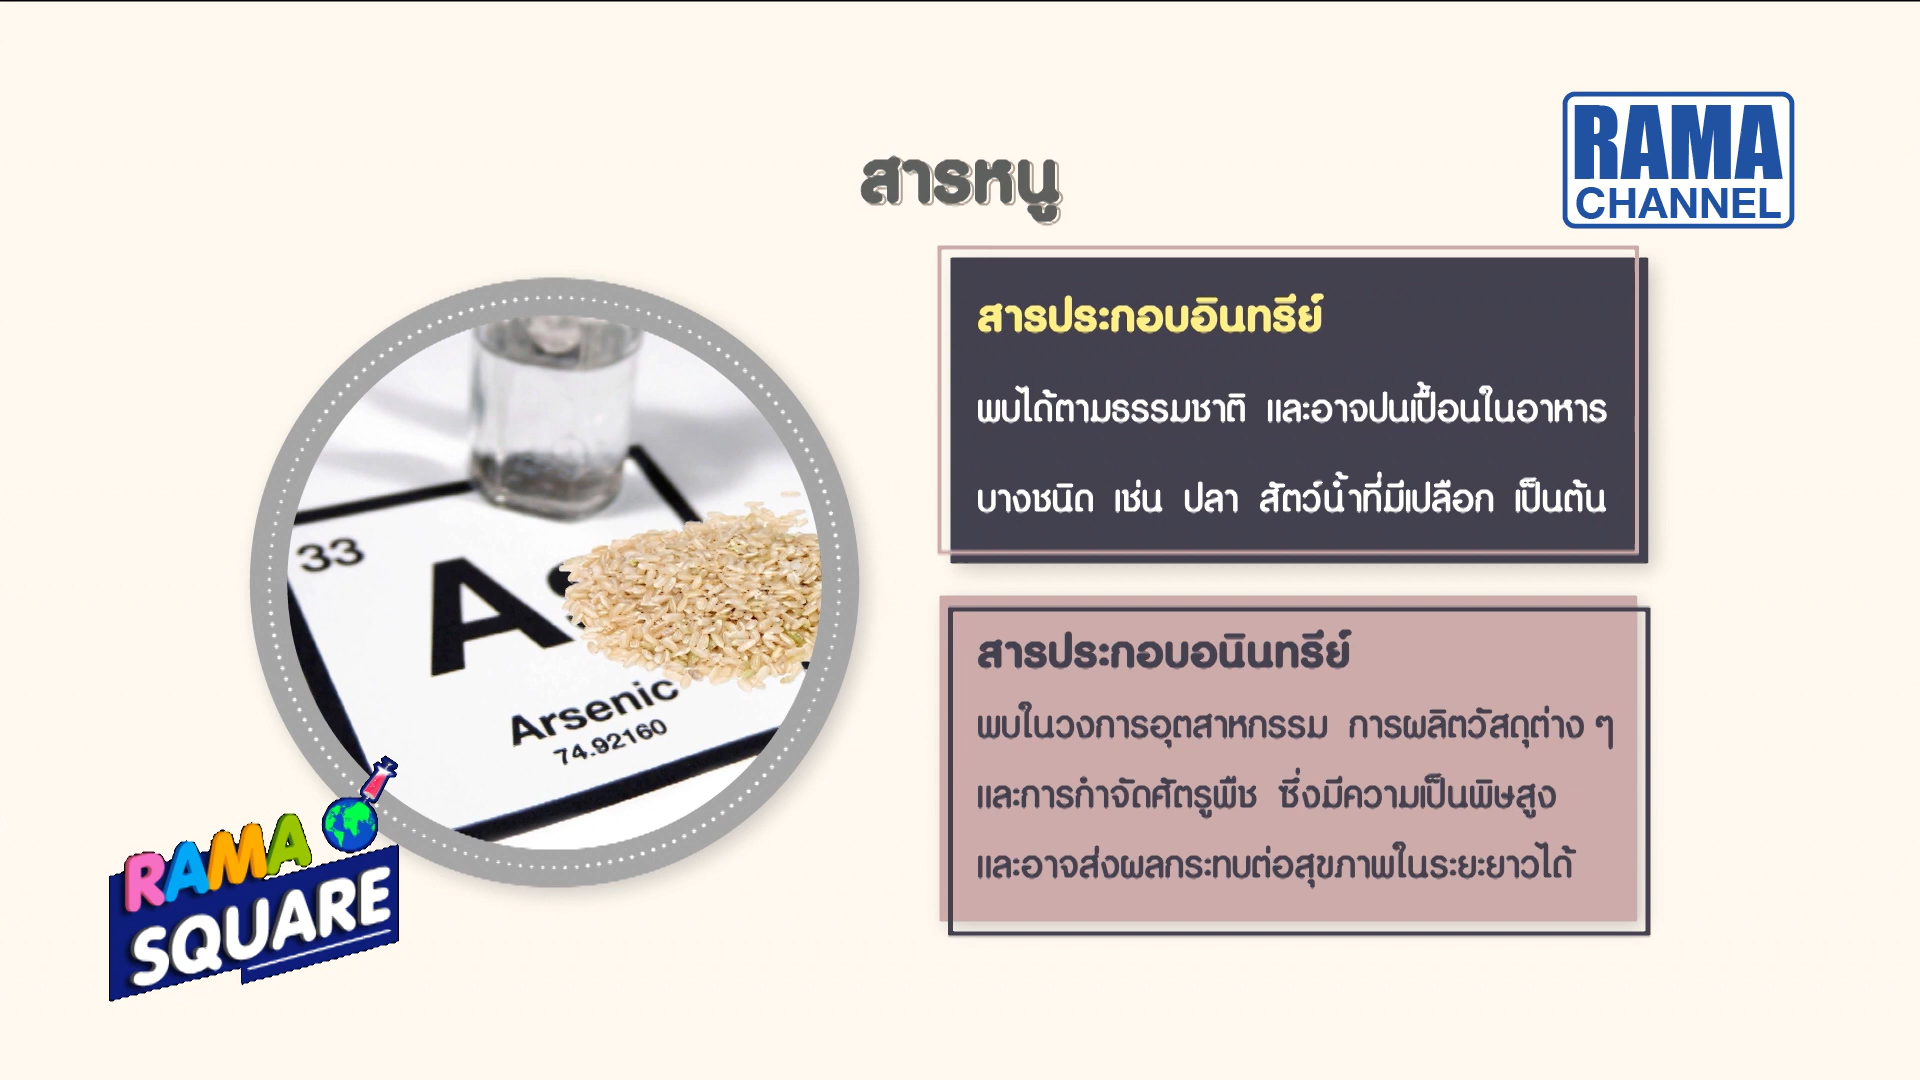 RAMA
CHANNEL
สารหนู
สารประกอบอินทรีย์
พบได้ตามธรรมชาติ และอาจปนเปื้อนในอาหาร
บางชนิด เช่น ปลา สัตว์น้ำที่มีเปลือก เป็นต้น
33
As
Arsenic
74.92160
สารประกอบอนินทรีย์
พบในวงการอุตสาหกรรม การผลิตวัสดุต่าง ๆ
และการกำจัดศัตรูพืช ซึ่งมีความเป็นพิษสูง
และอาจส่งผลกระทบต่อสุขภาพในระยะยาวได้
RAMA
SQUARE